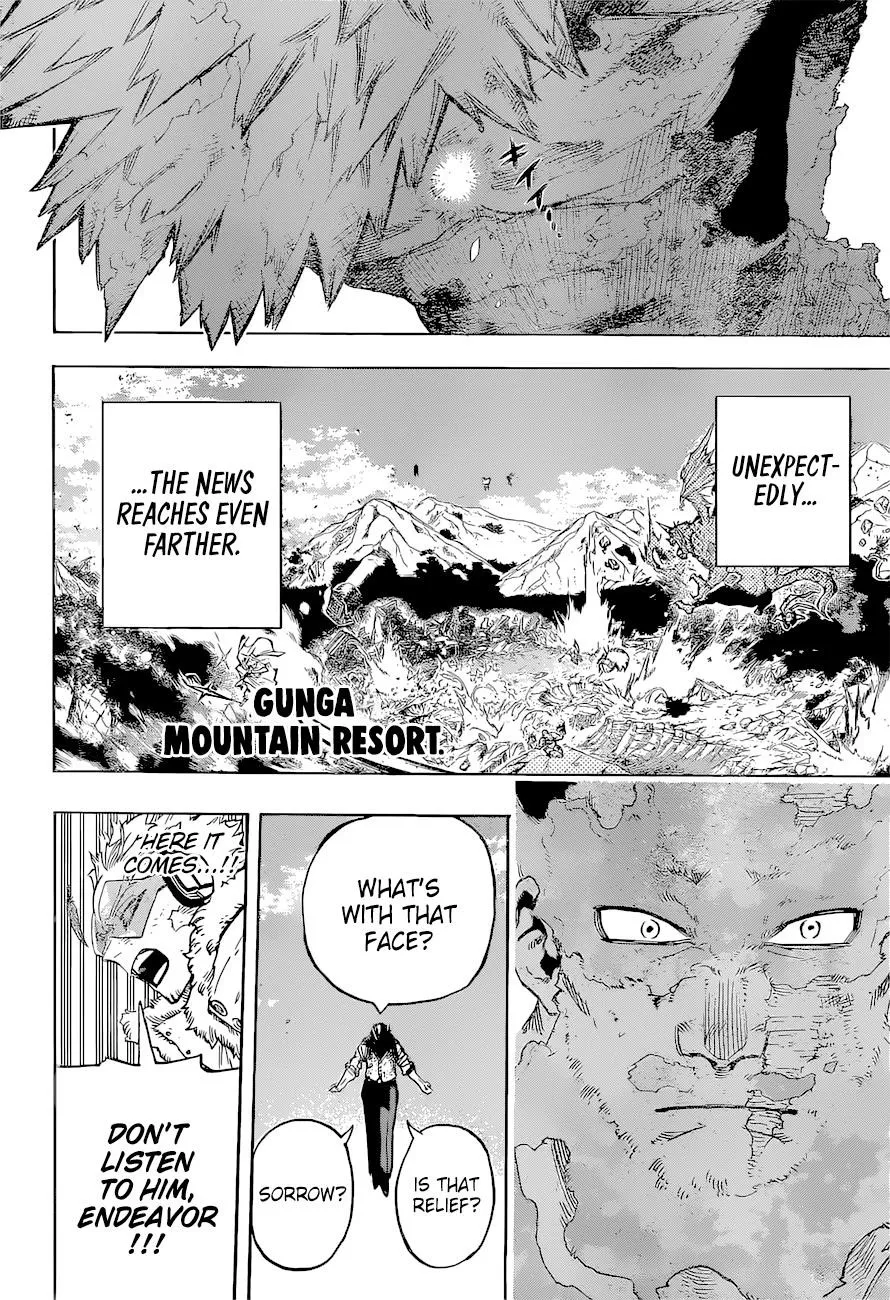 UNEXPECT-
EDLY...
...THE NEWS
REACHES EVEN
FARTHER.
GUNGA
MOUNTAIN RESORT.
WHAT'S
WITH THAT
FACE?
IS THAT
RELIEF?
SORROW?
HERE IT
COMES...!!
DON'T
LISTEN
TO HIM,
ENDEAVOR
!!!